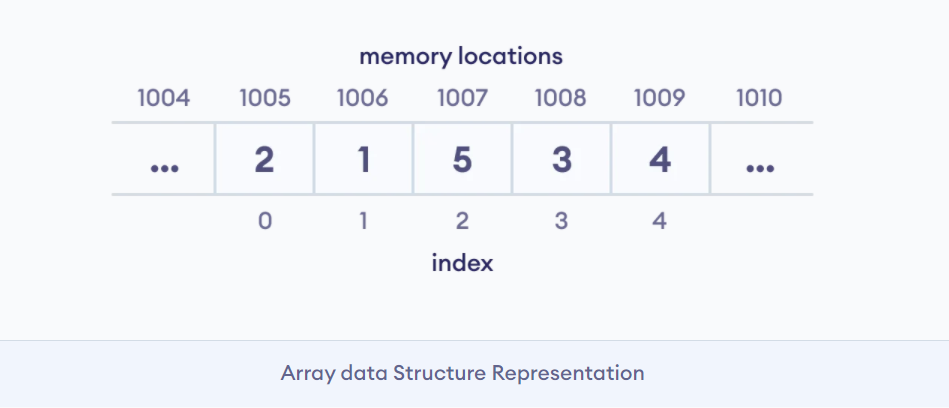 memory locations
1004 1005 1006 1007 1008 1009 1010
... 2 1 5 3 4 ...
0 1 2 3 4
index
Array data Structure Representation